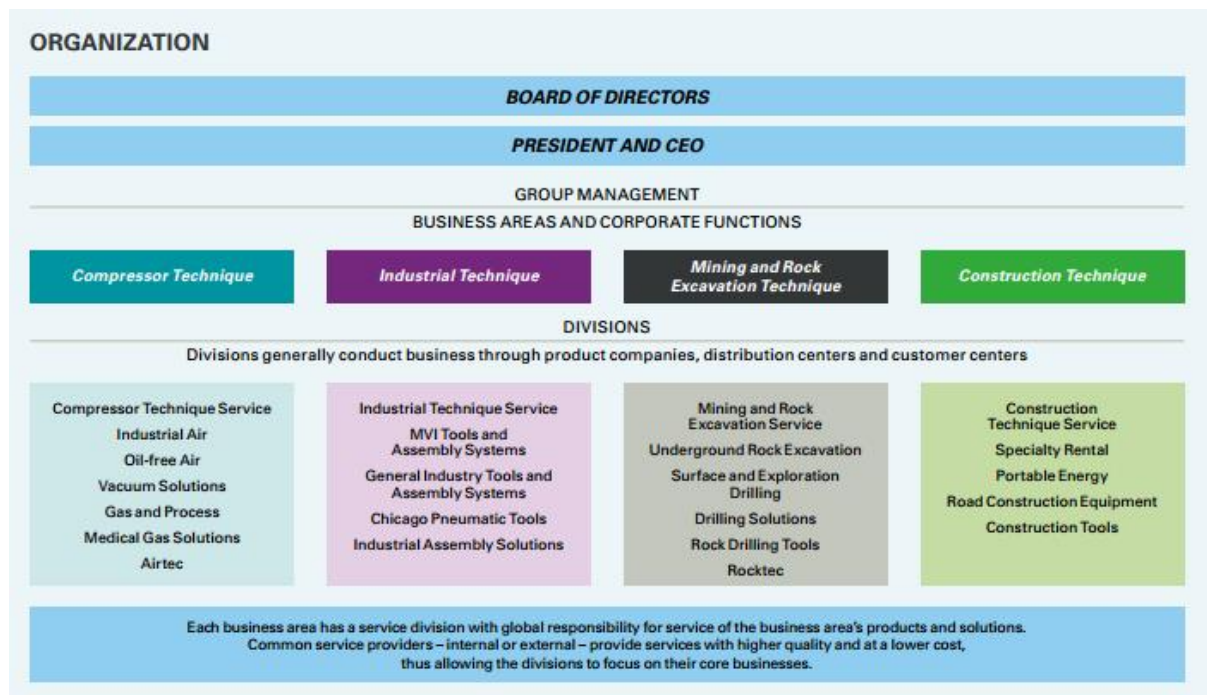 ORGANIZATION
BOARD OF DIRECTORS
PRESIDENT AND CEO
GROUP MANAGEMENT
BUSINESS AREAS AND CORPORATE FUNCTIONS
Compressor Technique
Industrial Technique
Mining and Rock
Excavation Technique
Construction Technique
DIVISIONS
Divisions generally conduct business through product companies, distribution centers and customer centers
Compressor Technique Service
Industrial Air
Oil-free Air
Vacuum Solutions
Gas and Process
Medical Gas Solutions
Airtec
Industrial Technique Service
MVI Tools and
Assembly Systems
General Industry Tools and
Assembly Systems
Chicago Pneumatic Tools
Industrial Assembly Solutions
Mining and Rock
Excavation Service
Underground Rock Excavation
Surface and Exploration
Drilling
Drilling Solutions
Rock Drilling Tools
Rocktec
Construction
Technique Service
Specialty Rental
Portable Energy
Road Construction Equipment
Construction Tools
Each business area has a service division with global responsibility for service of the business area's products and solutions.
Common service providers – internal or external – provide services with higher quality and at a lower cost,
thus allowing the divisions to focus on their core businesses.